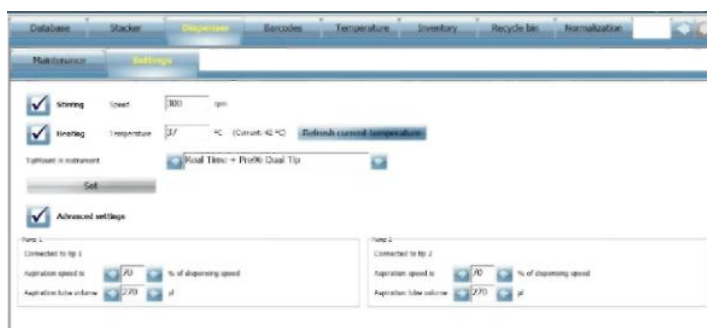 Database Stacker Dispenser Barcodes Temperature Inventory Recycle bin Normalization
Maintenance Settings
Stirring Speed 300 rpm
Heating Temperature 37 °C (Current: 42 °C) Refresh current temperature
TipMount in instrument Real Time + Pre96 Dual Tip
Set
Advanced settings
Pump 1 Pump 2
Connected to tip 1 Connected to tip 2
Aspiration speed is 70 % of dispensing speed Aspiration speed is 70 % of dispensing speed
Aspiration tube volume 270 µl Aspiration tube volume 270 µl